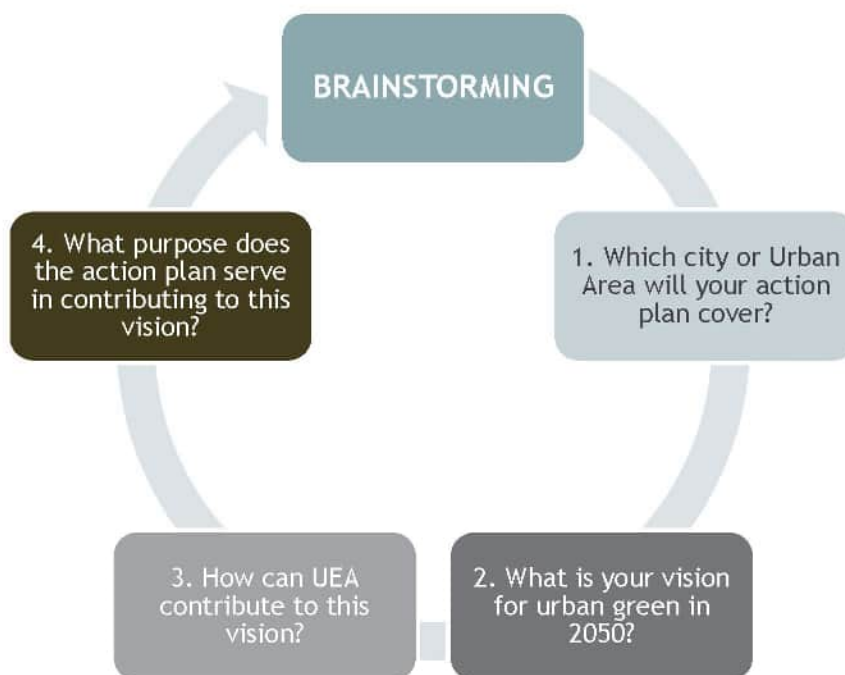 BRAINSTORMING
1. Which city or Urban
Area will your action
plan cover?
2. What is your vision
for urban green in
2050?
3. How can UEA
contribute to this
vision?
4. What purpose does
the action plan serve
in contributing to this
vision?